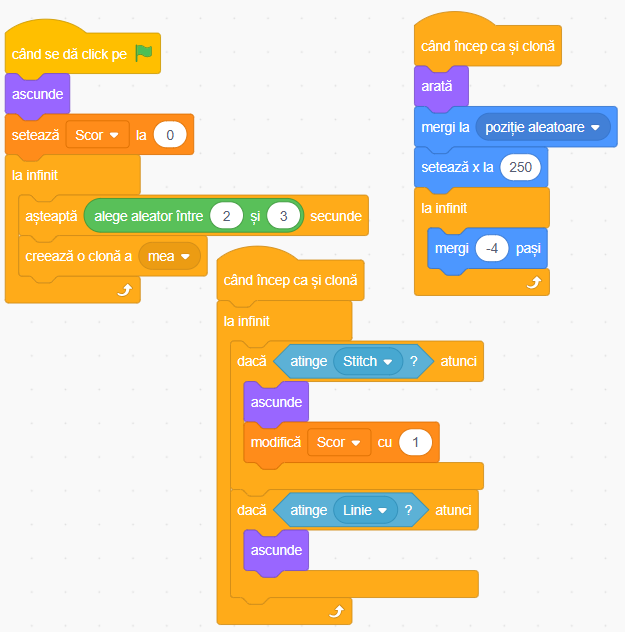 când se dă click pe
ascunde
setează Scor la 0
la infinit
așteaptă alege aleator între 2 și 3 secunde
creează o clonă a mea
când încep ca și clonă
la infinit
dacă atinge Stitch ? atunci
ascunde
modifică Scor cu 1
dacă atinge Linie ? atunci
ascunde
când încep ca și clonă
arată
mergi la poziție aleatoare
setează x la 250
la infinit
mergi -4 pași